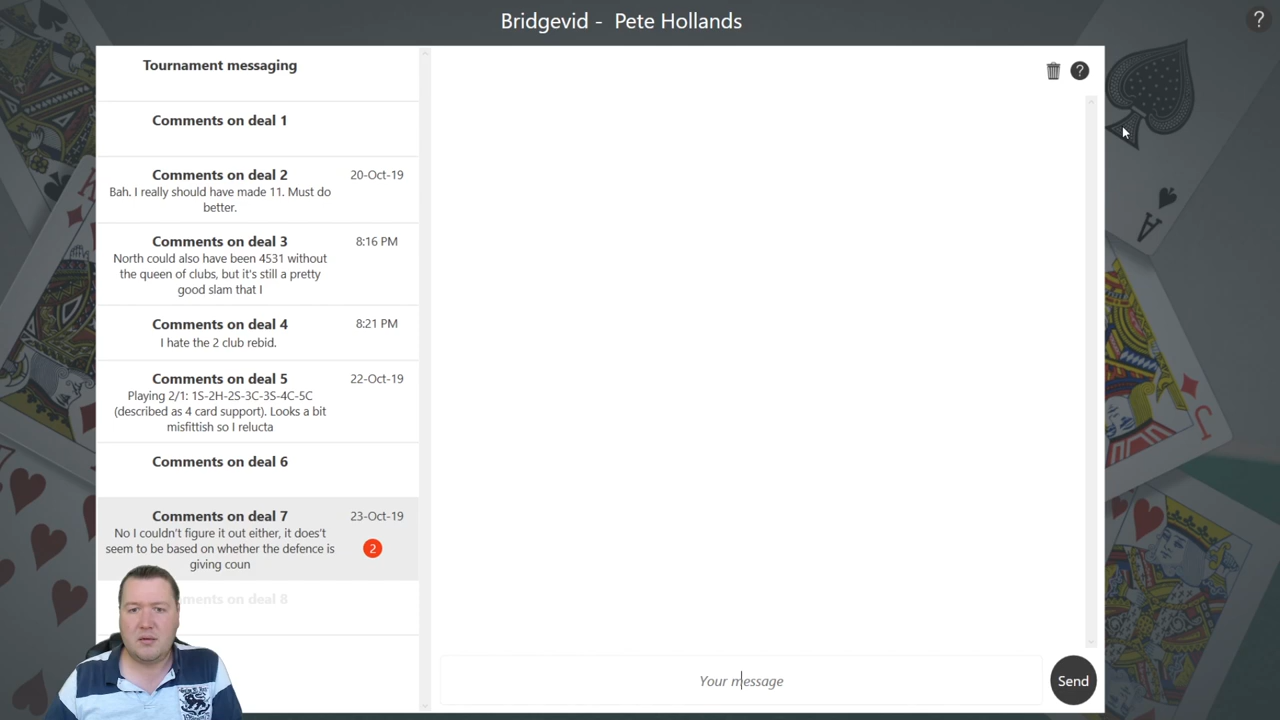 Bridgevid - Pete Hollands
?
Tournament messaging
?
Comments on deal 1
Comments on deal 2 20-Oct-19
Bah. I really should have made 11. Must do
better.
Comments on deal 3 8:16 PM
North could also have been 4531 without
the queen of clubs, but it's still a pretty
good slam that I
Comments on deal 4 8:21 PM
I hate the 2 club rebid.
Comments on deal 5 22-Oct-19
Playing 2/1: 1S-2H-2S-3C-3S-4C-5C
(described as 4 card support). Looks a bit
misfittish so I relucta
Comments on deal 6
Comments on deal 7 23-Oct-19
No I couldn't figure it out either, it does't
seem to be based on whether the defence is
giving coun
2
ments on deal 8
Your message
Send
A
J